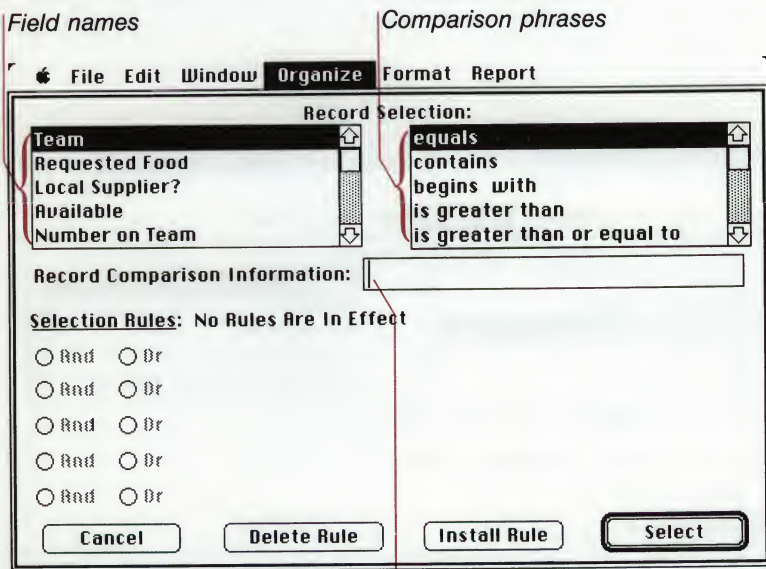 Field names
Comparison phrases
File Edit Window Organize Format Report
Record Selection:
Team
Requested Food
Local Supplier?
Available
Number on Team
equals
contains
begins with
is greater than
is greater than or equal to
Record Comparison Information:
Selection Rules: No Rules Are In Effect
And Or
And Or
And Or
And Or
And Or
Cancel Delete Rule Install Rule Select